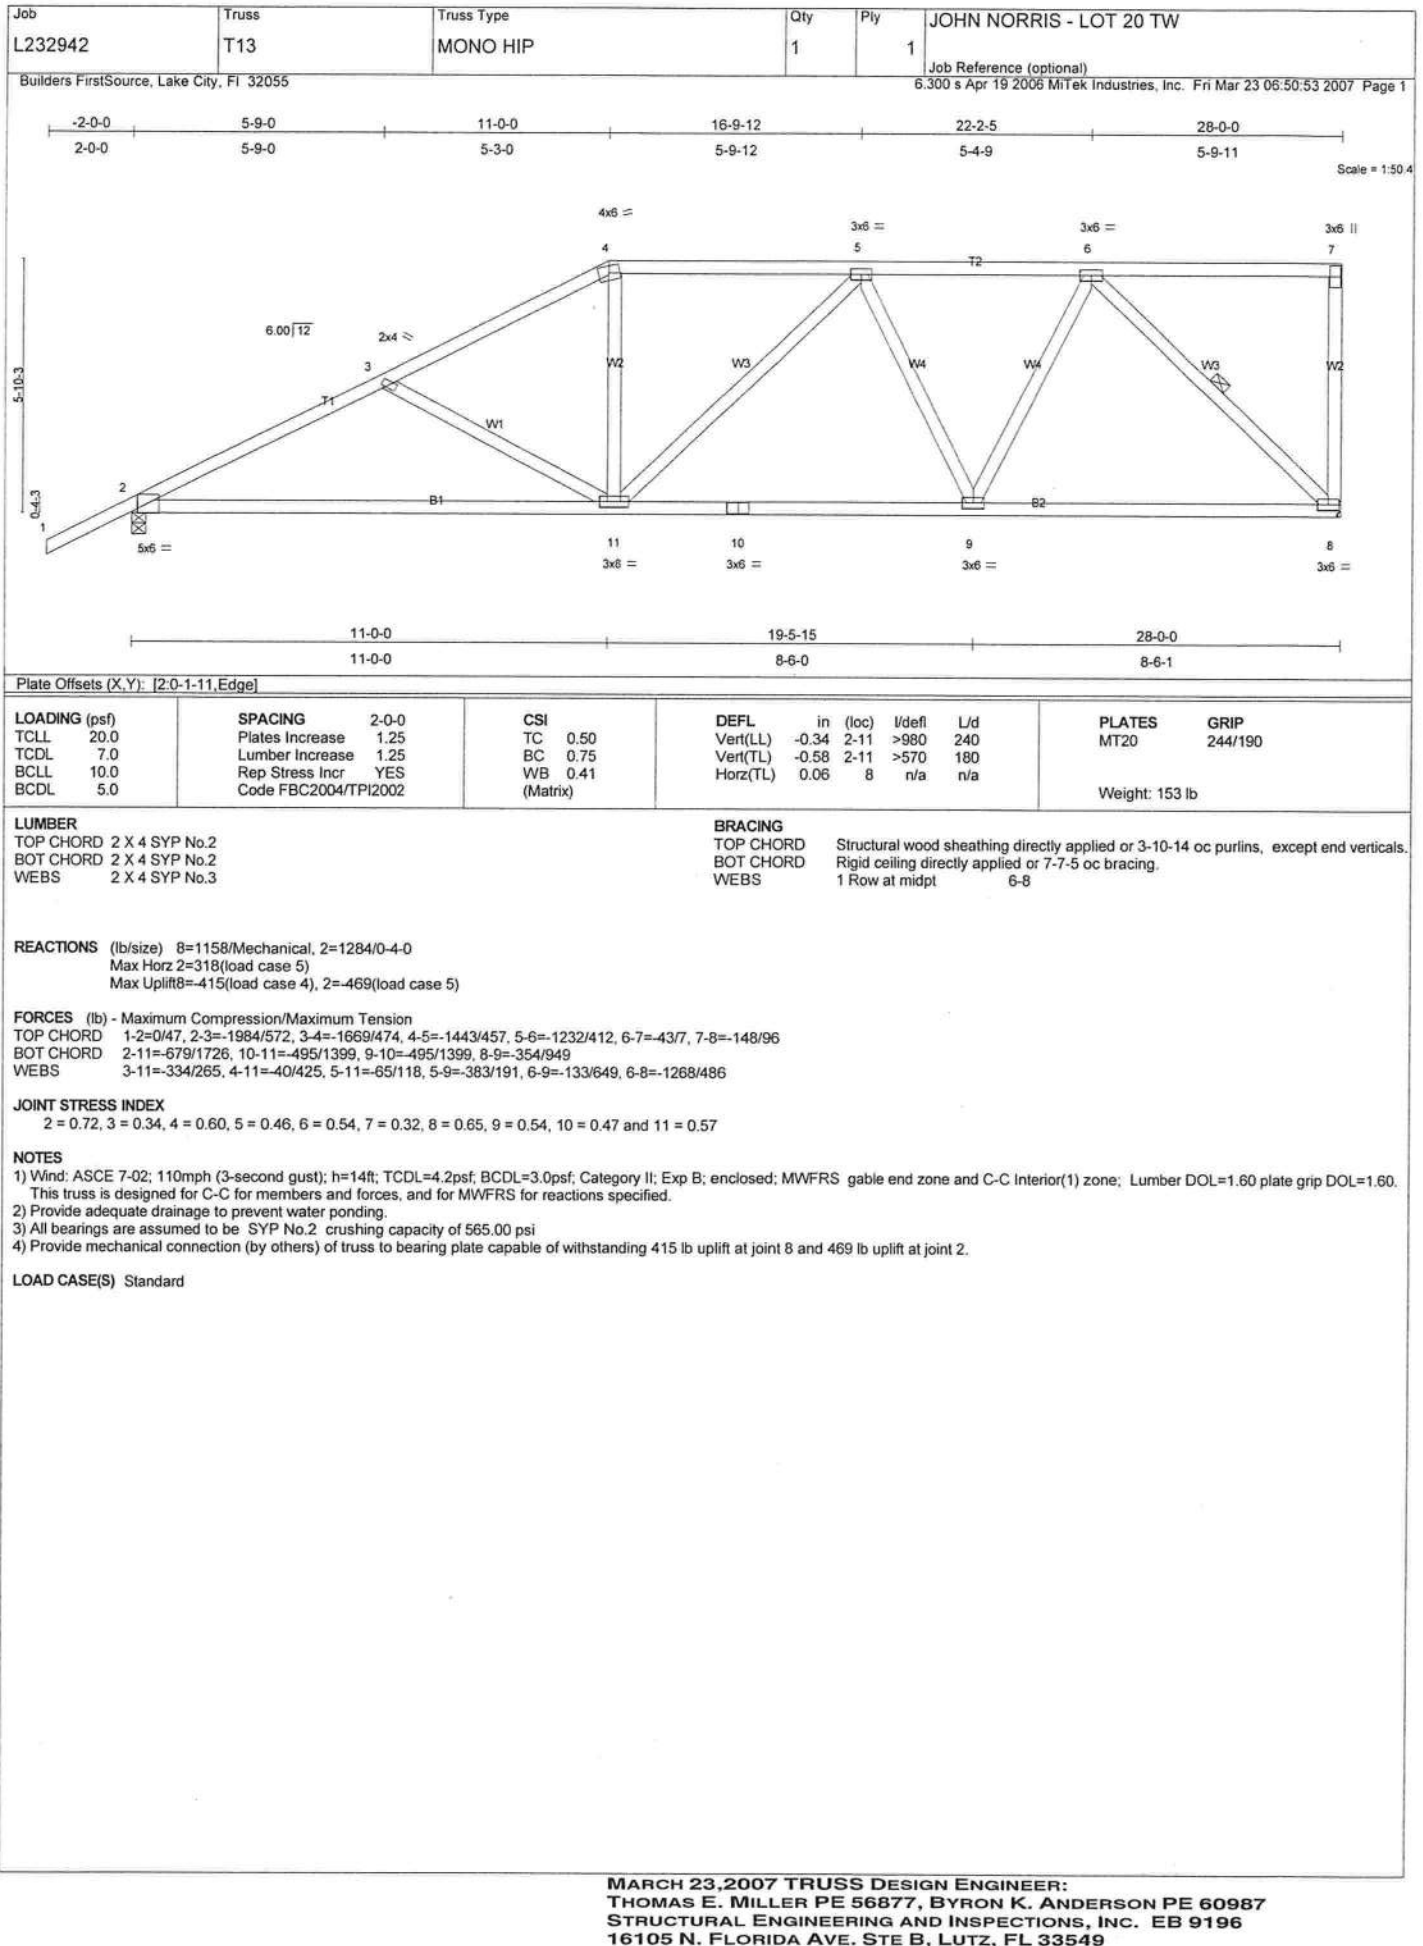 Job Truss Truss Type Qty Ply JOHN NORRIS - LOT 20 TW
L232942 T13 MONO HIP 1 1
Job Reference (optional)
Builders FirstSource, Lake City, Fl 32055 6.300 s Apr 19 2006 MiTek Industries, Inc. Fri Mar 23 06:50:53 2007 Page 1
-2-0-0 5-9-0 11-0-0 16-9-12 22-2-5 28-0-0
2-0-0 5-9-0 5-3-0 5-9-12 5-4-9 5-9-11
Scale = 1:50.4
4x6 =
3x6 = 3x6 = 3x6 II
4 5 6 7
T2
6.00 12
2x4
3
W2 W3 W4 W4 W3 W2
5-10-3
T1
W1
2
B1 B2
0-4-3
1
5x6 =
11 10 9 8
3x6 = 3x6 = 3x6 = 3x6 =
11-0-0 19-5-15 28-0-0
11-0-0 8-6-0 8-6-1
Plate Offsets (X,Y): [2:0-1-11,Edge]
LOADING (psf) SPACING 2-0-0 CSI DEFL in (loc) l/defl L/d PLATES GRIP
TCLL 20.0 Plates Increase 1.25 TC 0.50 Vert(LL) -0.34 2-11 >980 240 MT20 244/190
TCDL 7.0 Lumber Increase 1.25 BC 0.75 Vert(TL) -0.58 2-11 >570 180
BCLL 10.0 Rep Stress Incr YES WB 0.41 Horz(TL) 0.06 8 n/a n/a
BCDL 5.0 Code FBC2004/TPI2002 (Matrix) Weight: 153 lb
LUMBER
TOP CHORD 2 X 4 SYP No.2
BOT CHORD 2 X 4 SYP No.2
WEBS 2 X 4 SYP No.3
BRACING
TOP CHORD Structural wood sheathing directly applied or 3-10-14 oc purlins, except end verticals.
BOT CHORD Rigid ceiling directly applied or 7-7-5 oc bracing.
WEBS 1 Row at midpt 6-8
REACTIONS (lb/size) 8=1158/Mechanical, 2=1284/0-4-0
Max Horz 2=318(load case 5)
Max Uplift8=-415(load case 4), 2=-469(load case 5)
FORCES (lb) - Maximum Compression/Maximum Tension
TOP CHORD 1-2=0/47, 2-3=-1984/572, 3-4=-1669/474, 4-5=-1443/457, 5-6=-1232/412, 6-7=-43/7, 7-8=-148/96
BOT CHORD 2-11=-679/1726, 10-11=-495/1399, 9-10=-495/1399, 8-9=-354/949
WEBS 3-11=-334/265, 4-11=-40/425, 5-11=-65/118, 5-9=-383/191, 6-9=-133/649, 6-8=-1268/486
JOINT STRESS INDEX
2 = 0.72, 3 = 0.34, 4 = 0.60, 5 = 0.46, 6 = 0.54, 7 = 0.32, 8 = 0.65, 9 = 0.54, 10 = 0.47 and 11 = 0.57
NOTES
1) Wind: ASCE 7-02; 110mph (3-second gust); h=14ft; TCDL=4.2psf; BCDL=3.0psf; Category II; Exp B; enclosed; MWFRS gable end zone and C-C Interior(1) zone; Lumber DOL=1.60 plate grip DOL=1.60.
This truss is designed for C-C for members and forces, and for MWFRS for reactions specified.
2) Provide adequate drainage to prevent water ponding.
3) All bearings are assumed to be SYP No.2 crushing capacity of 565.00 psi
4) Provide mechanical connection (by others) of truss to bearing plate capable of withstanding 415 lb uplift at joint 8 and 469 lb uplift at joint 2.
LOAD CASE(S) Standard
MARCH 23,2007 TRUSS DESIGN ENGINEER:
THOMAS E. MILLER PE 56877, BYRON K. ANDERSON PE 60987
STRUCTURAL ENGINEERING AND INSPECTIONS, INC. EB 9196
16105 N. FLORIDA AVE. STE B, LUTZ, FL 33549